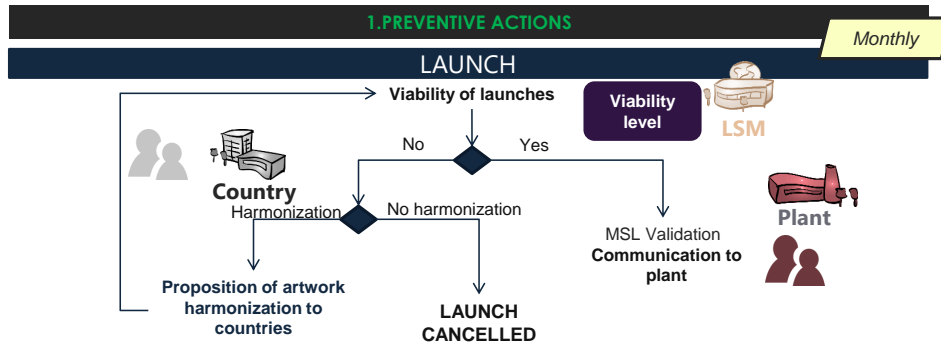 1.PREVENTIVE ACTIONS
Monthly
LAUNCH
Viability of launches
Viability
level
LSM
No
Yes
Country
Harmonization
No harmonization
Plant
MSL Validation
Communication to
plant
Proposition of artwork
harmonization to
countries
LAUNCH
CANCELLED